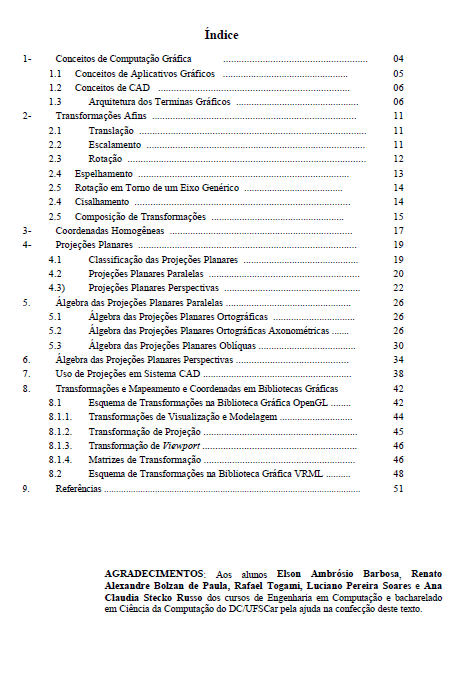 Índice
1- Conceitos de Computação Gráfica ........................................................ 04
1.1 Conceitos de Aplicativos Gráficos ................................................ 05
1.2 Conceitos de CAD .......................................................................... 06
1.3 Arquitetura dos Terminas Gráficos ............................................... 06
2- Transformações Afins .............................................................................. 11
2.1 Translação ....................................................................................... 11
2.2 Escalamento .................................................................................... 11
2.3 Rotação ........................................................................................... 12
2.4 Espelhamento .................................................................................. 13
2.5 Rotação em Torno de um Eixo Genérico ...................................... 14
2.4 Cisalhamento ................................................................................... 14
2.5 Composição de Transformações ................................................... 15
3- Coordenadas Homogêneas ...................................................................... 17
4- Projeções Planares ................................................................................... 19
4.1 Classificação das Projeções Planares ............................................ 19
4.2 Projeções Planares Paralelas ......................................................... 20
4.3) Projeções Planares Perspectivas .................................................... 22
5. Álgebra das Projeções Planares Paralelas ................................................ 26
5.1 Álgebra das Projeções Planares Ortográficas ............................... 26
5.2 Álgebra das Projeções Planares Ortográficas Axonométricas ....... 26
5.3 Álgebra das Projeções Planares Oblíquas ..................................... 30
6. Álgebra das Projeções Planares Perspectivas ........................................... 34
7. Uso de Projeções em Sistema CAD ......................................................... 38
8. Transformações e Mapeamento e Coordenadas em Bibliotecas Gráficas 42
8.1 Esquema de Transformações na Biblioteca Gráfica OpenGL ........ 42
8.1.1. Transformações de Visualização e Modelagem ............................ 44
8.1.2. Transformação de Projeção ........................................................... 45
8.1.3. Transformação de Viewport ........................................................... 46
8.1.4. Matrizes de Transformação .......................................................... 46
8.2 Esquema de Transformações na Biblioteca Gráfica VRML .......... 48
9. Referências ................................................................................................... 51
AGRADECIMENTOS: Aos alunos Elson Ambrósio Barbosa, Renato
Alexandre Bolzan de Paula, Rafael Togami, Luciano Pereira Soares e Ana
Claudia Stecko Russo dos cursos de Engenharia em Computação e bacharelado
em Ciência da Computação do DC/UFSCar pela ajuda na confecção deste texto.